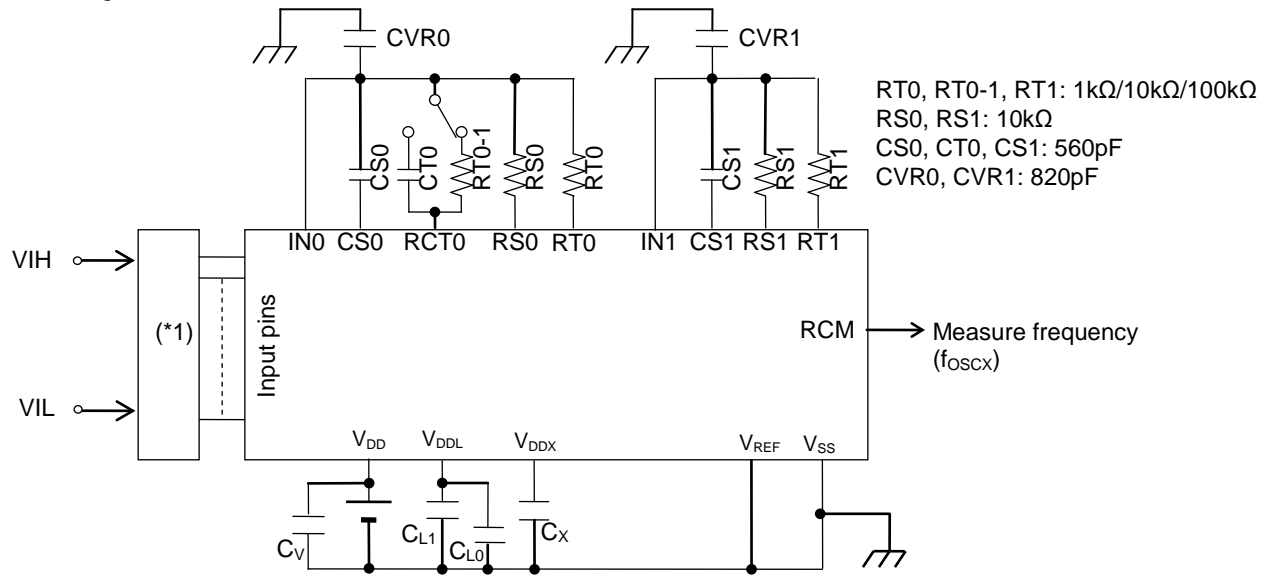 CVR0
CVR1
RT0, RT0-1, RT1: 1kΩ/10kΩ/100kΩ
RS0, RS1: 10kΩ
CS0, CT0, CS1: 560pF
CVR0, CVR1: 820pF
CS0
CT0
RT0-1
RS0
RT0
CS1
RS1
RT1
IN0 CS0 RCT0 RS0 RT0
IN1 CS1 RS1 RT1
VIH
(*1)
Input pins
RCM
Measure frequency
(fOSCX)
VIL
VDD VDDL VDDX VREF VSS
CV
CL1
CL0
CX